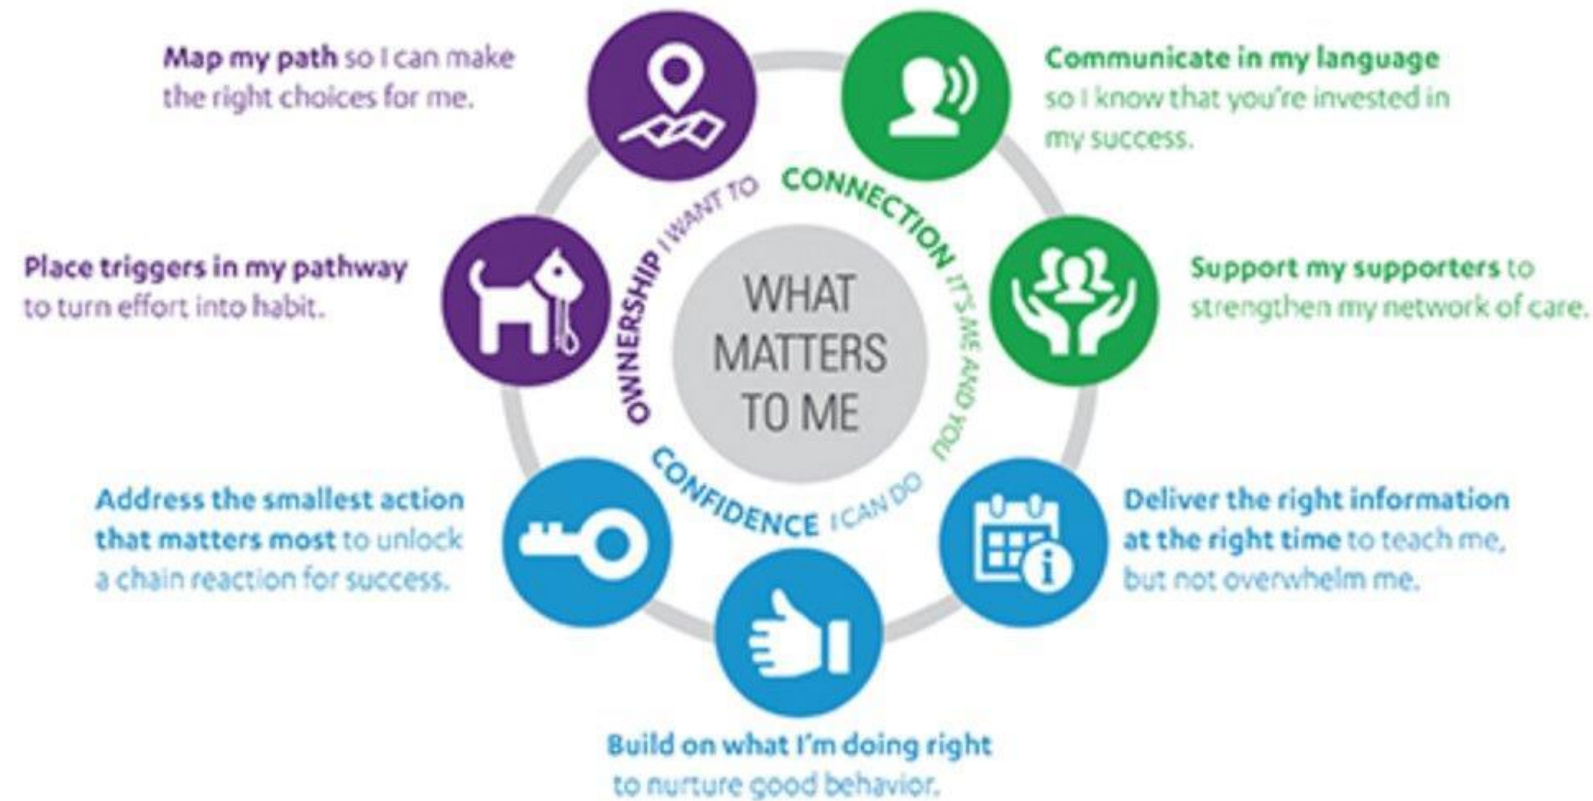 Map my path so I can make
the right choices for me.
Communicate in my language
so I know that you're invested in
my success.
Place triggers in my pathway
to turn effort into habit.
Support my supporters to
strengthen my network of care.
OWNERSHIP I WANT TO
CONNECTION IT'S ME AND YOU
CONFIDENCE I CAN DO
WHAT
MATTERS
TO ME
Address the smallest action
that matters most to unlock
a chain reaction for success.
Deliver the right information
at the right time to teach me,
but not overwhelm me.
i
Build on what I'm doing right
to nurture good behavior.